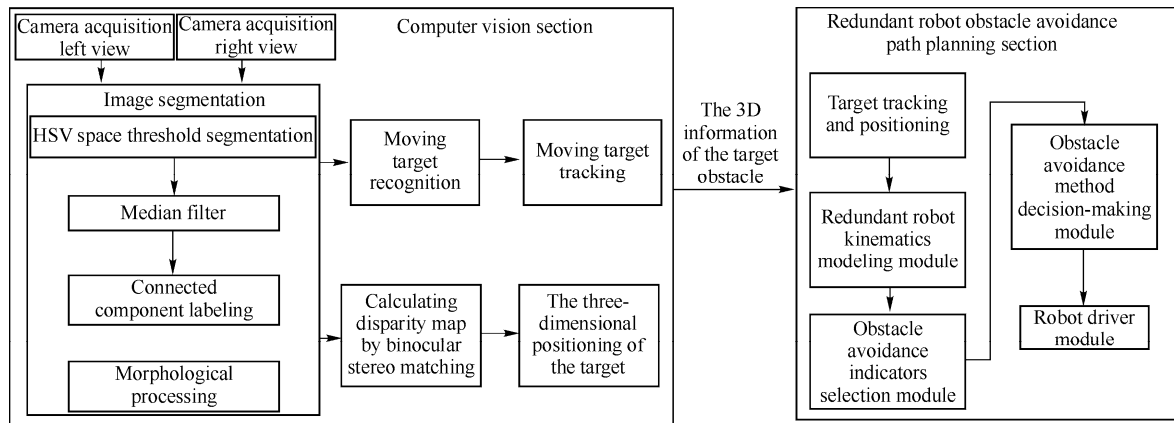 Camera acquisition
left view
Camera acquisition
right view
Computer vision section
Image segmentation
HSV space threshold segmentation
Median filter
Connected
component labeling
Morphological
processing
Moving
target
recognition
Moving target
tracking
Calculating
disparity map
by binocular
stereo matching
The three-
dimensional
positioning of
the target
The 3D
information
of the target
obstacle
Redundant robot obstacle avoidance
path planning section
Target tracking
and positioning
Redundant robot
kinematics
modeling module
Obstacle
avoidance
indicators
selection module
Obstacle
avoidance
method
decision-making
module
Robot driver
module